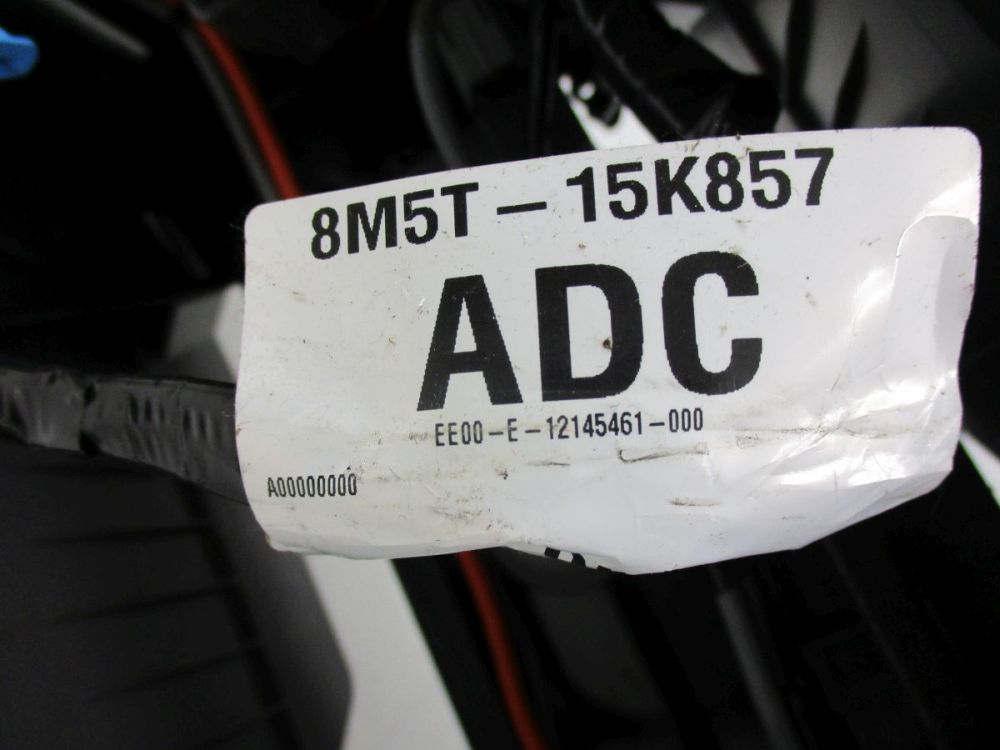 8M5T - 15K857
ADC
EE00-E-12145461-000
A00000000